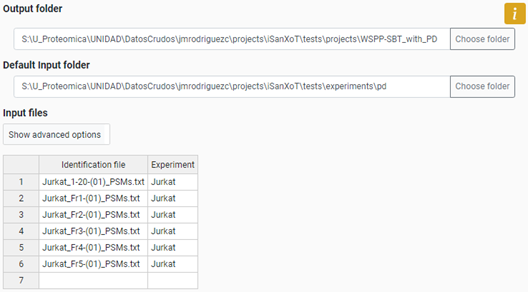 Output folder
i
S:\U_Proteomica\UNIDAD\DatosCrudos\jmrodriguezc\projects\iSanXoT\tests\projects\WSPP-SBT_with_PD Choose folder
Default Input folder
S:\U_Proteomica\UNIDAD\DatosCrudos\jmrodriguezc\projects\iSanXoT\tests\experiments\pd Choose folder
Input files
Show advanced options
Identification file Experiment
1 Jurkat_1-20-(01)_PSMs.txt Jurkat
2 Jurkat_Fr1-(01)_PSMs.txt Jurkat
3 Jurkat_Fr2-(01)_PSMs.txt Jurkat
4 Jurkat_Fr3-(01)_PSMs.txt Jurkat
5 Jurkat_Fr4-(01)_PSMs.txt Jurkat
6 Jurkat_Fr5-(01)_PSMs.txt Jurkat
7